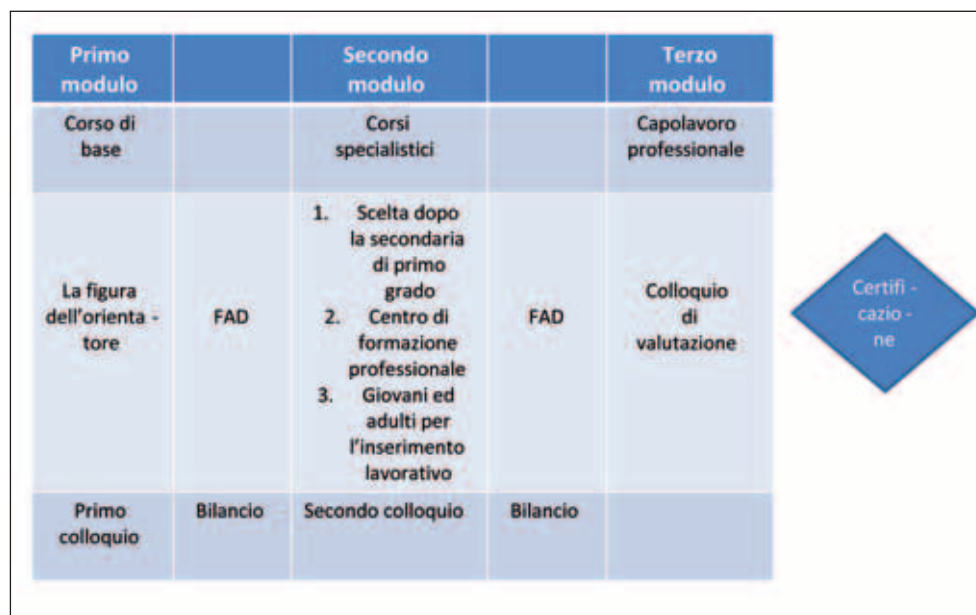 Primo
modulo
Secondo
modulo
Terzo
modulo
Corso di
base
Corsi
specialistici
Capolavoro
professionale
La figura
dell'orienta -
tore
FAD
1. Scelta dopo
la secondaria
di primo
grado
2. Centro di
formazione
professionale
3. Giovani ed
adulti per
l'inserimento
lavorativo
FAD
Colloquio
di
valutazione
Certifi -
cazio -
ne
Primo
colloquio
Bilancio
Secondo colloquio
Bilancio